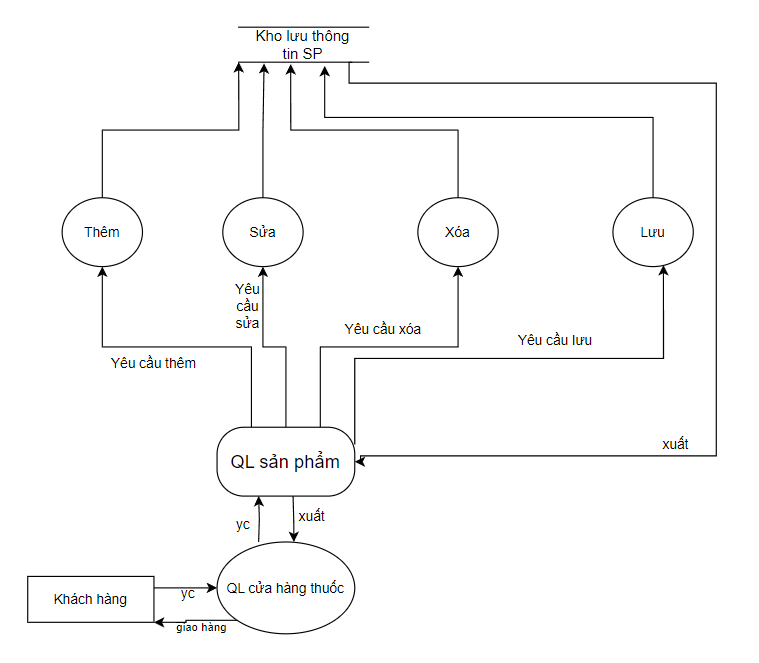 Kho lưu thông
tin SP
Thêm
Sửa
Xóa
Lưu
Yêu
cầu
sửa
Yêu cầu xóa
Yêu cầu lưu
Yêu cầu thêm
xuất
QL sản phẩm
yc
xuất
QL cửa hàng thuốc
Khách hàng
yc
giao hàng